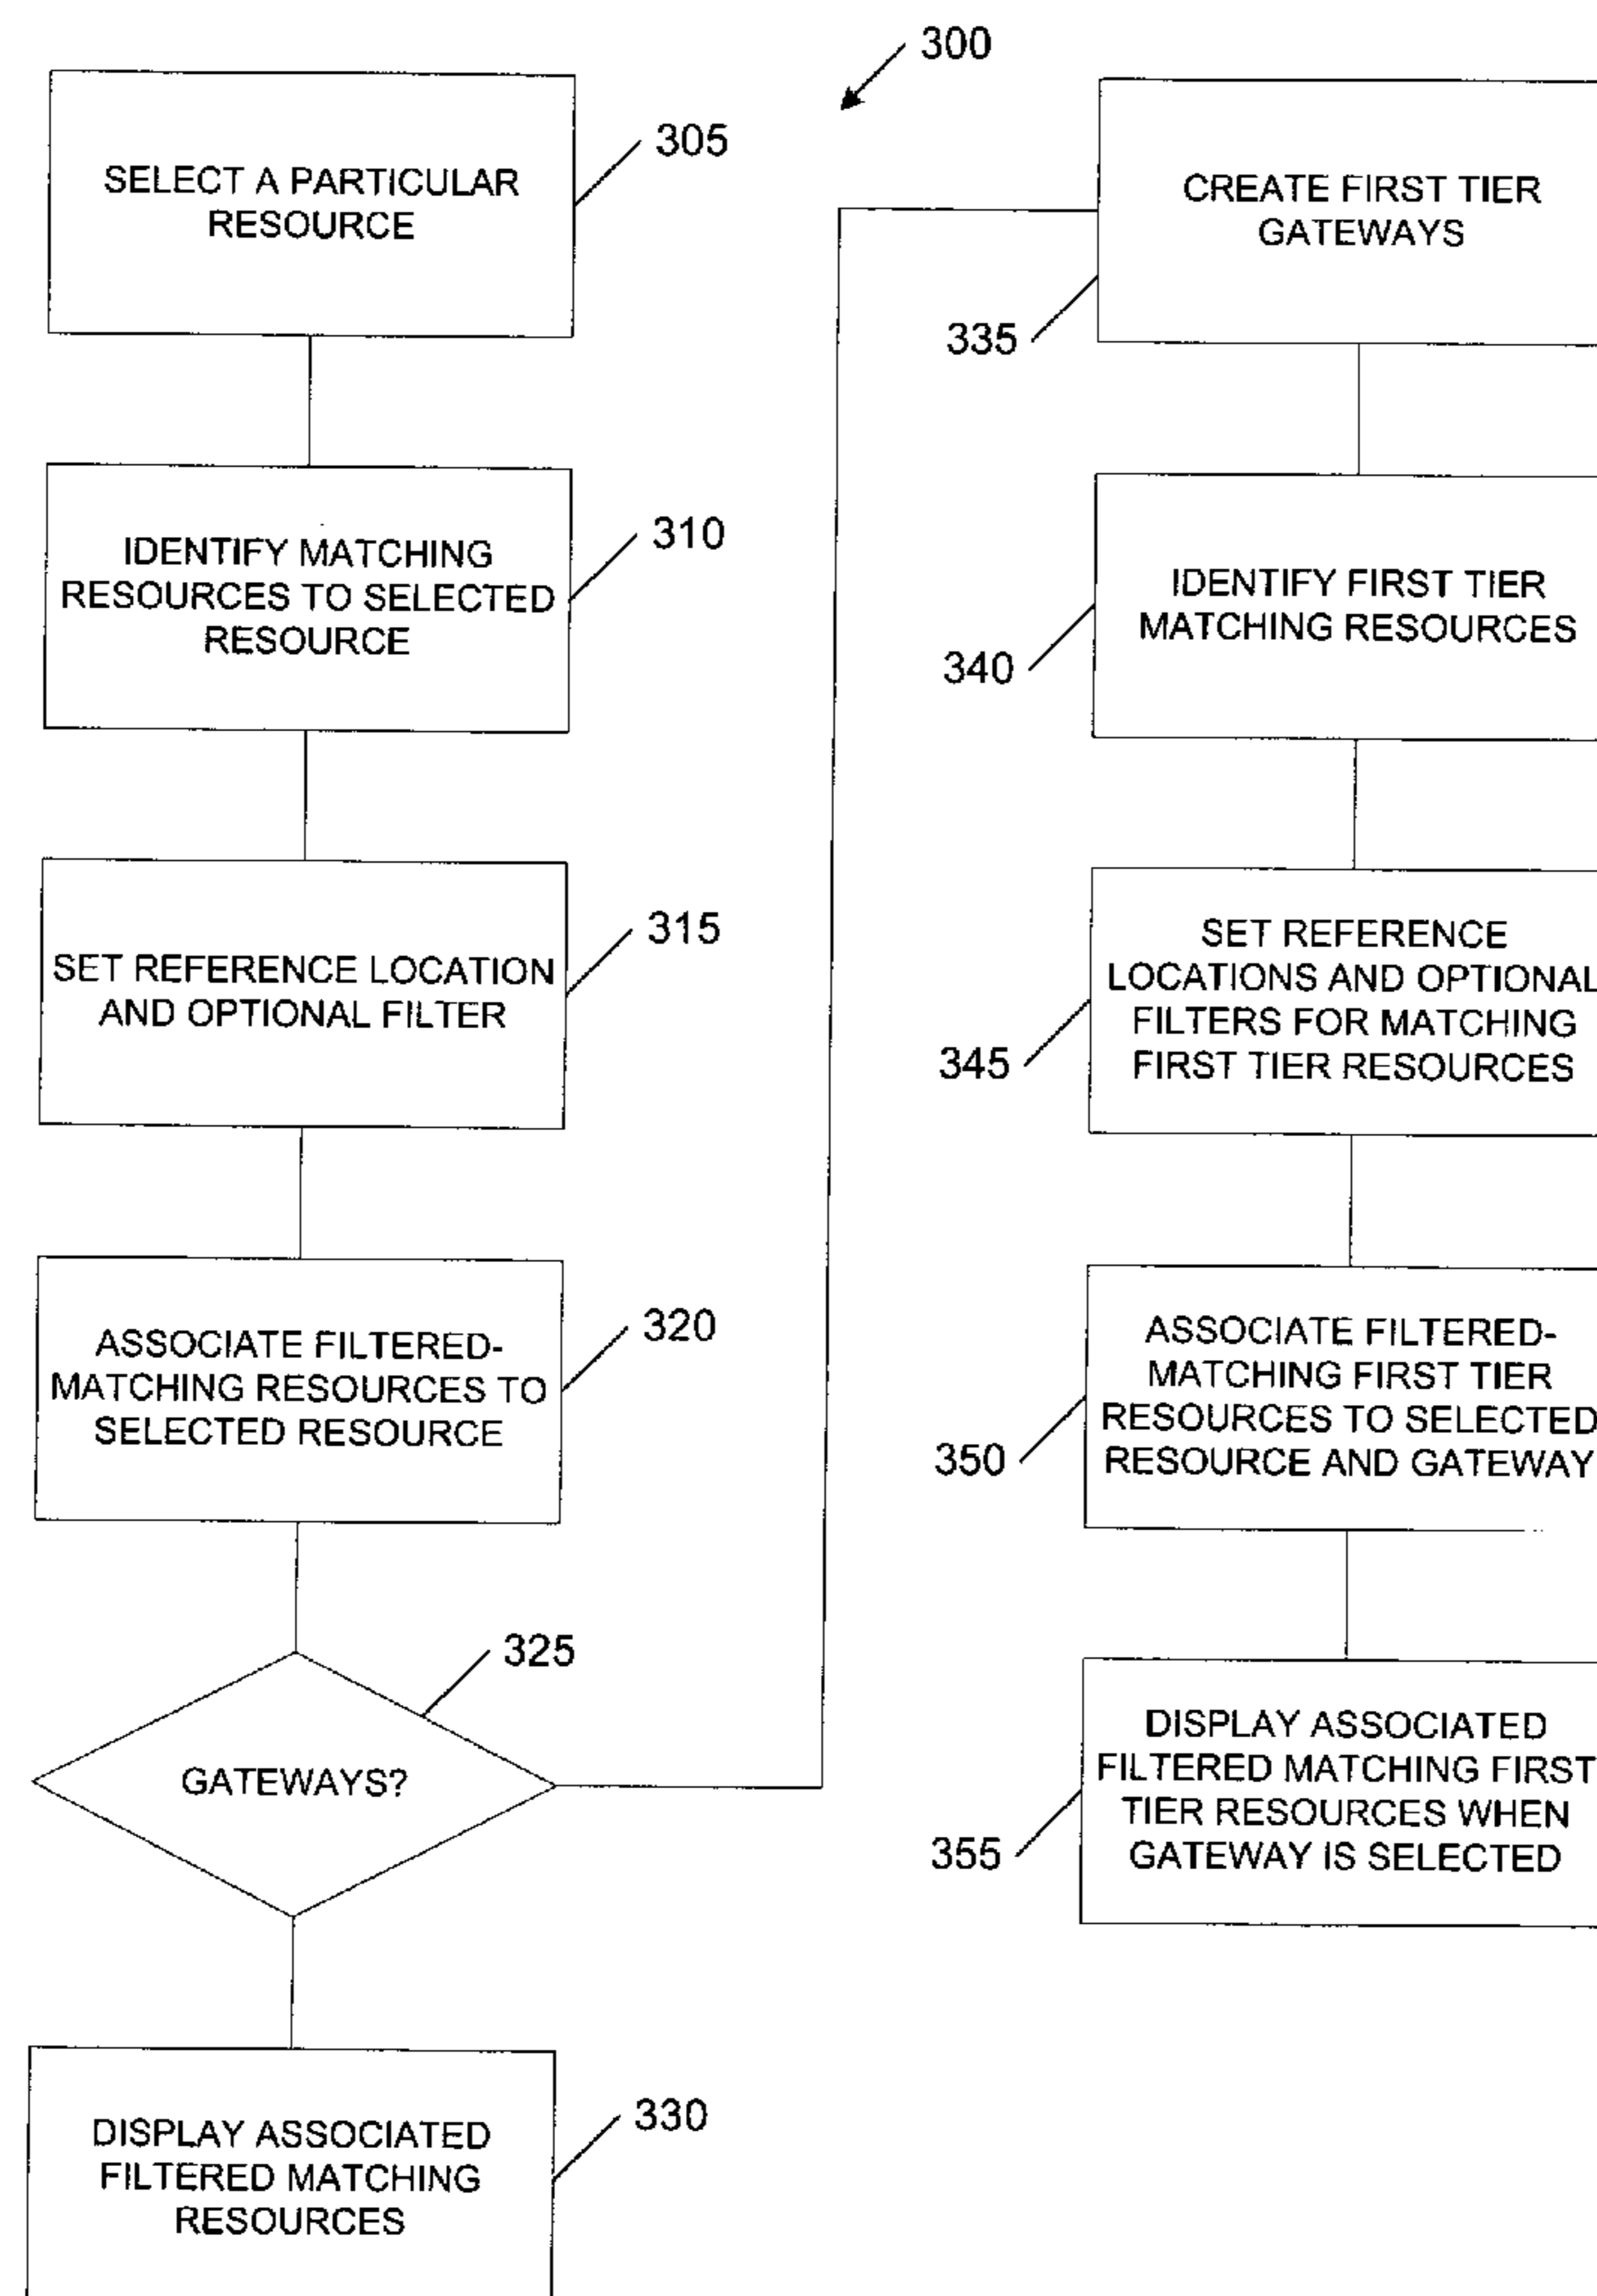 300
SELECT A PARTICULAR
RESOURCE
305
IDENTIFY MATCHING
RESOURCES TO SELECTED
RESOURCE
310
SET REFERENCE LOCATION
AND OPTIONAL FILTER
315
ASSOCIATE FILTERED-
MATCHING RESOURCES TO
SELECTED RESOURCE
320
GATEWAYS?
325
DISPLAY ASSOCIATED
FILTERED MATCHING
RESOURCES
330
CREATE FIRST TIER
GATEWAYS
335
IDENTIFY FIRST TIER
MATCHING RESOURCES
340
SET REFERENCE
LOCATIONS AND OPTIONAL
FILTERS FOR MATCHING
FIRST TIER RESOURCES
345
ASSOCIATE FILTERED-
MATCHING FIRST TIER
RESOURCES TO SELECTED
RESOURCE AND GATEWAY
350
DISPLAY ASSOCIATED
FILTERED MATCHING FIRST
TIER RESOURCES WHEN
GATEWAY IS SELECTED
355